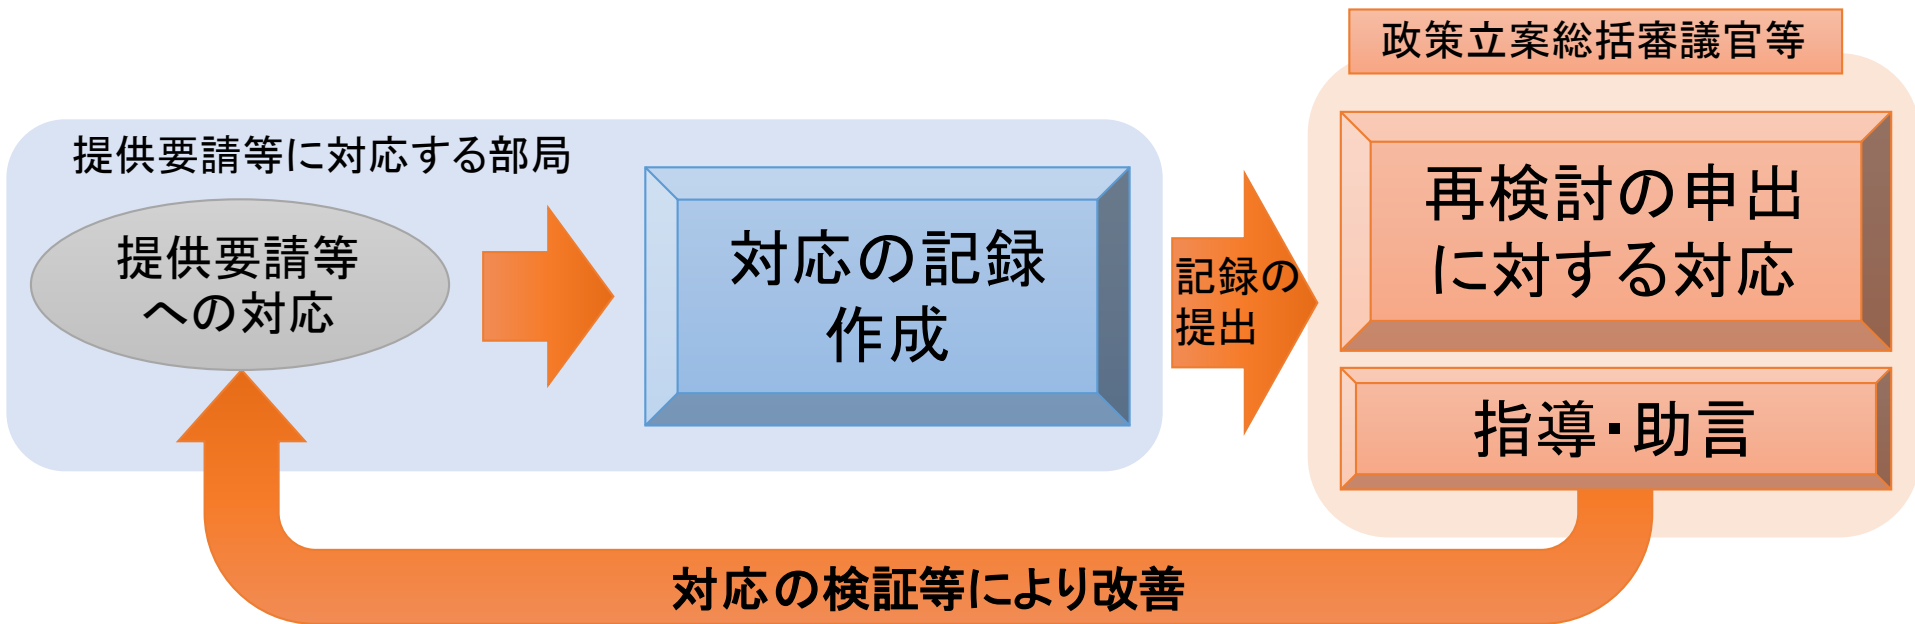 政策立案総括審議官等
提供要請等に対応する部局
提供要請等
への対応
対応の記録
作成
記録の
提出
再検討の申出
に対する対応
指導・助言
対応の検証等により改善